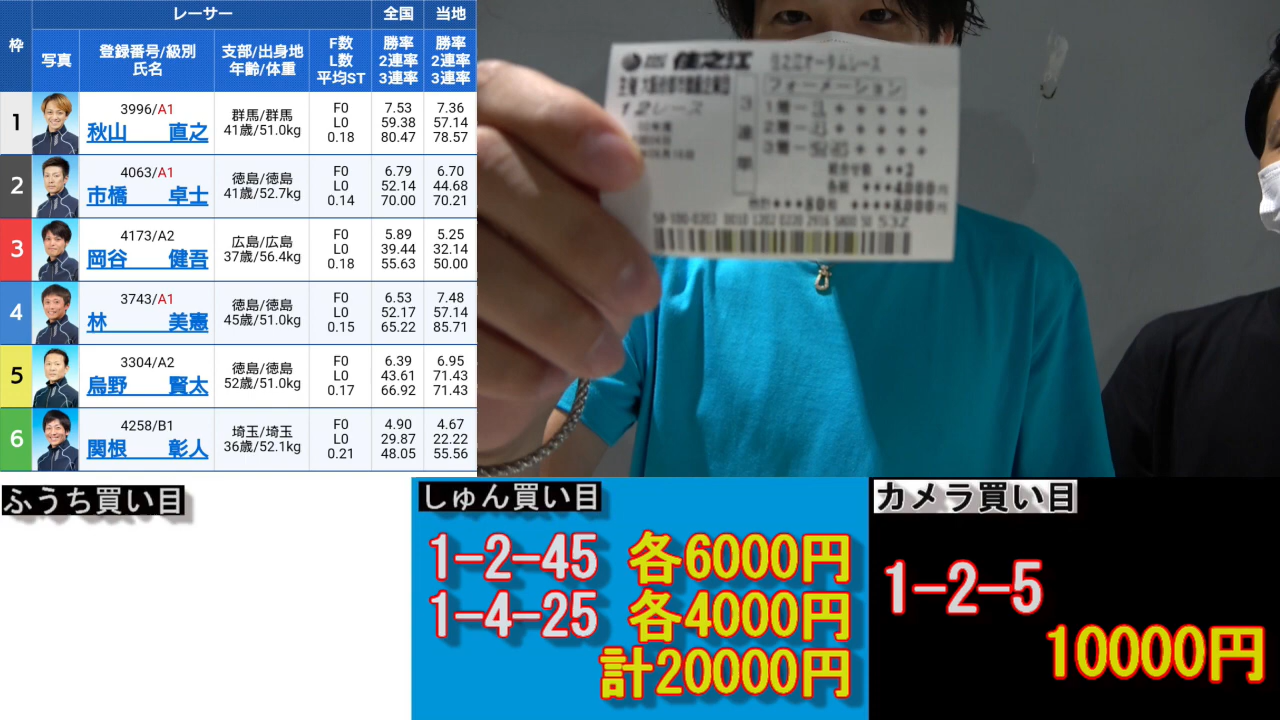 レーサー 全国 当地
枠 写真 登録番号/級別 氏名 支部/出身地 年齢/体重 F数 L数 平均ST 勝率 2連率 3連率 勝率 2連率 3連率
1 3996/A1 秋山 直之 群馬/群馬 41歳/51.0kg F0 L0 0.18 7.53 59.38 80.47 7.36 57.14 78.57
2 4063/A1 市橋 卓士 徳島/徳島 41歳/52.7kg F0 L0 0.14 6.79 52.14 70.00 6.70 44.68 70.21
3 4173/A2 岡谷 健吾 広島/広島 37歳/56.4kg F0 L0 0.18 5.89 39.44 55.63 5.25 32.14 50.00
4 3743/A1 林 美憲 徳島/徳島 45歳/51.0kg F0 L0 0.15 6.53 52.17 65.22 7.48 57.14 85.71
5 3304/A2 烏野 賢太 徳島/徳島 52歳/51.0kg F0 L0 0.17 6.39 43.61 66.92 6.95 71.43 71.43
6 4258/B1 関根 彰人 埼玉/埼玉 36歳/52.1kg F0 L0 0.21 4.90 29.87 48.05 4.67 22.22 55.56
住之江
12レース
フォーメーション
3連単
1着
2着
3着
ふうち買い目
しゅん買い目
1-2-45 各6000円
1-4-25 各4000円
計20000円
カメラ買い目
1-2-5
10000円